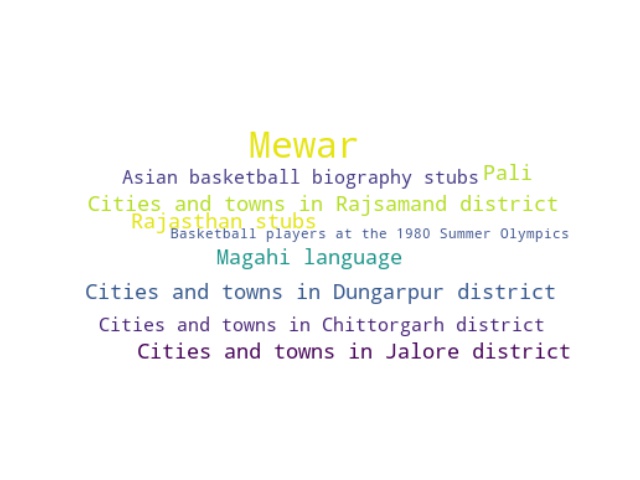 Mewar
Asian basketball biography stubs
Pali
Cities and towns in Rajsamand district
Rajasthan stubs
Basketball players at the 1980 Summer Olympics
Magahi language
Cities and towns in Dungarpur district
Cities and towns in Chittorgarh district
Cities and towns in Jalore district